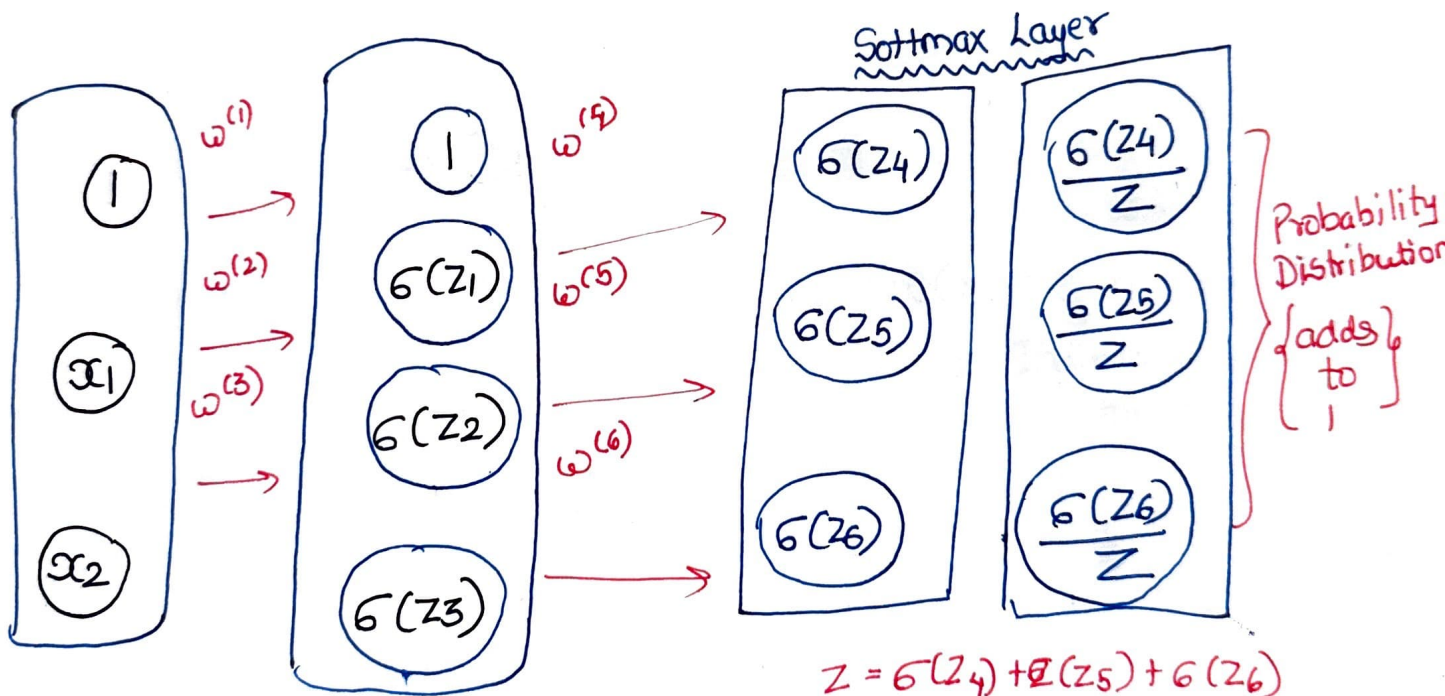 Softmax Layer
1
x1
x2
ω(1)
ω(2)
ω(3)
1
σ(Z1)
σ(Z2)
σ(Z3)
ω(4)
ω(5)
ω(6)
σ(Z4)
σ(Z5)
σ(Z6)
σ(Z4)
Z
σ(Z5)
Z
σ(Z6)
Z
Probability
Distribution
{adds}
to
1
Z = σ(Z4) + σ(Z5) + σ(Z6)